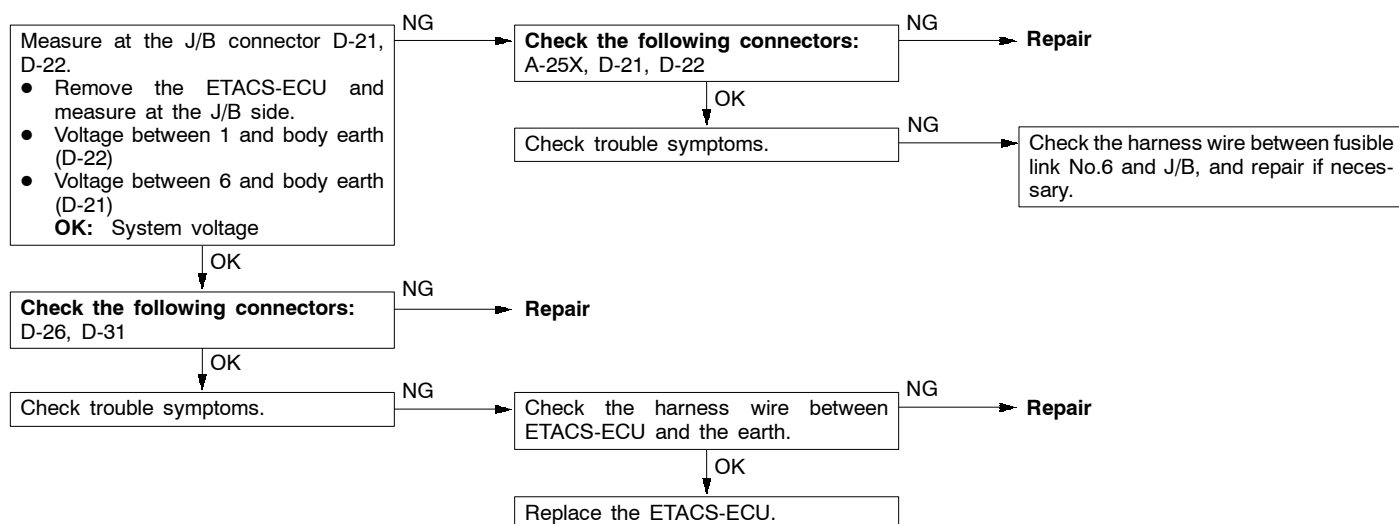 Measure at the J/B connector D-21,
D-22.
● Remove the ETACS-ECU and
measure at the J/B side.
● Voltage between 1 and body earth
(D-22)
● Voltage between 6 and body earth
(D-21)
OK: System voltage
NG
Check the following connectors:
A-25X, D-21, D-22
NG
Repair
OK
Check trouble symptoms.
NG
Check the harness wire between fusible
link No.6 and J/B, and repair if neces-
sary.
OK
Check the following connectors:
D-26, D-31
NG
Repair
OK
Check trouble symptoms.
NG
Check the harness wire between
ETACS-ECU and the earth.
NG
Repair
OK
Replace the ETACS-ECU.